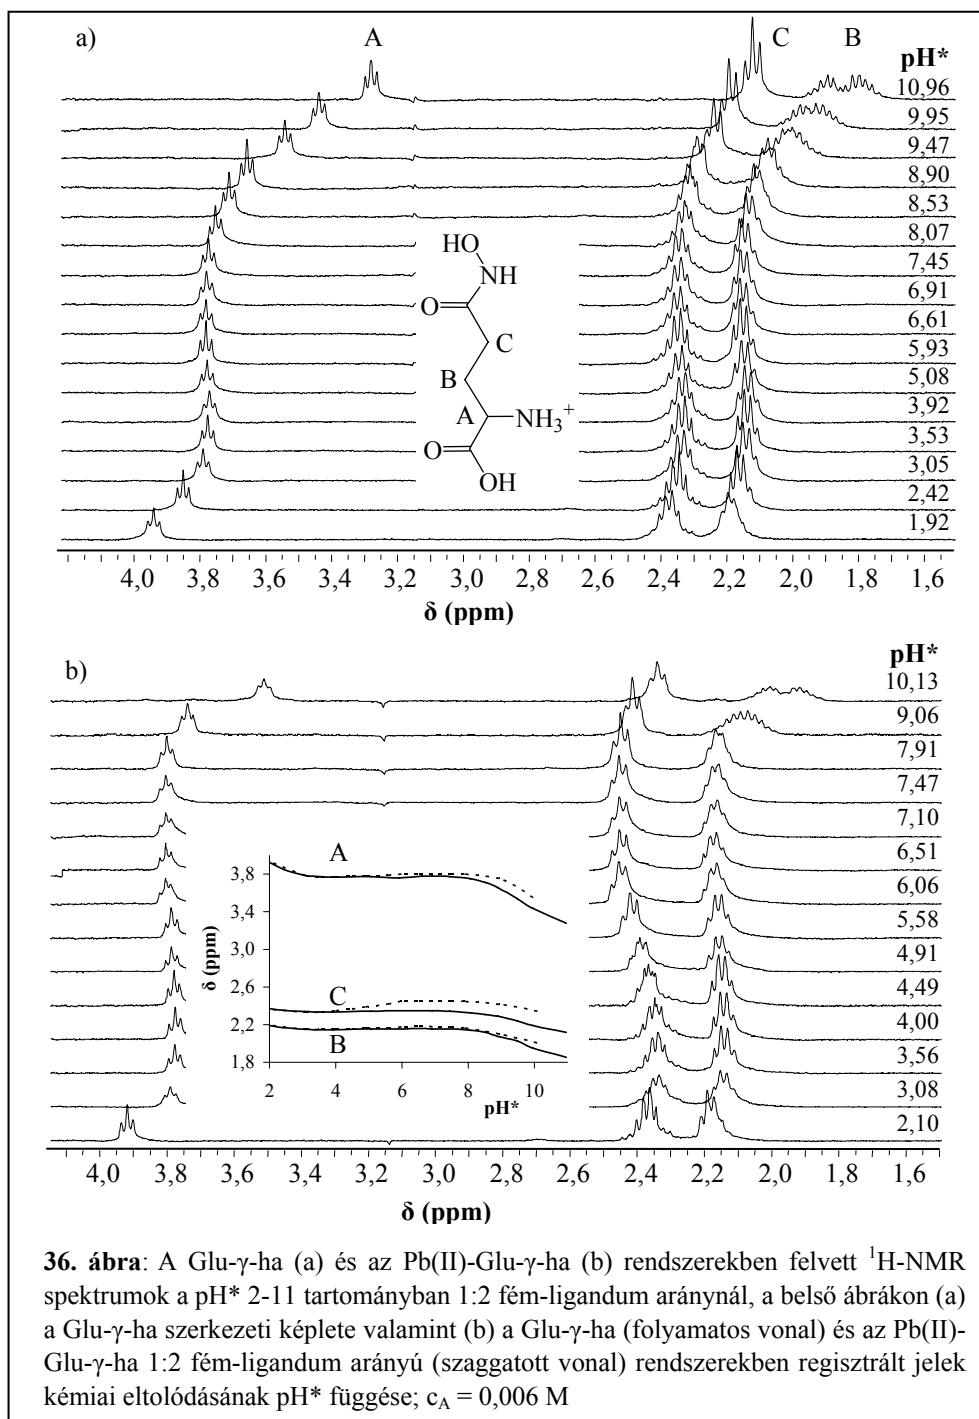 a)
A
C
B
pH*
10,96
9,95
9,47
8,90
8,53
8,07
7,45
6,91
6,61
5,93
5,08
3,92
3,53
3,05
2,42
1,92
HO
NH
O
C
B
A
NH₃⁺
O
OH
4,0 3,8 3,6 3,4 3,2 3,0 2,8 2,6 2,4 2,2 2,0 1,8 1,6
δ (ppm)
b)
pH*
10,13
9,06
7,91
7,47
7,10
6,51
6,06
5,58
4,91
4,49
4,00
3,56
3,08
2,10
A
C
B
3,8
3,4
3,0
2,6
2,2
1,8
δ (ppm)
2 4 6 8 10
pH*
4,0 3,8 3,6 3,4 3,2 3,0 2,8 2,6 2,4 2,2 2,0 1,8 1,6
δ (ppm)
36. ábra: A Glu-γ-ha (a) és az Pb(II)-Glu-γ-ha (b) rendszerekben felvett ¹H-NMR
spektrumok a pH* 2-11 tartományban 1:2 fém-ligandum aránynál, a belső ábrákon (a)
a Glu-γ-ha szerkezeti képlete valamint (b) a Glu-γ-ha (folyamatos vonal) és az Pb(II)-
Glu-γ-ha 1:2 fém-ligandum arányú (szaggatott vonal) rendszerekben regisztrált jelek
kémiai eltolódásának pH* függése; c_A = 0,006 M